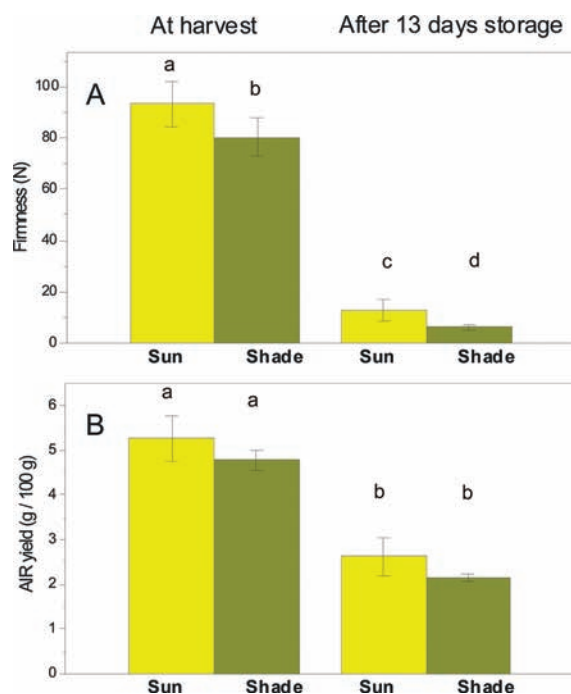 At harvest After 13 days storage
A
a
b
c
d
Firmness (N)
100
80
60
40
20
0
Sun Shade Sun Shade
B
a
a
b
b
AIR yield (g / 100 g)
6
5
4
3
2
1
0
Sun Shade Sun Shade